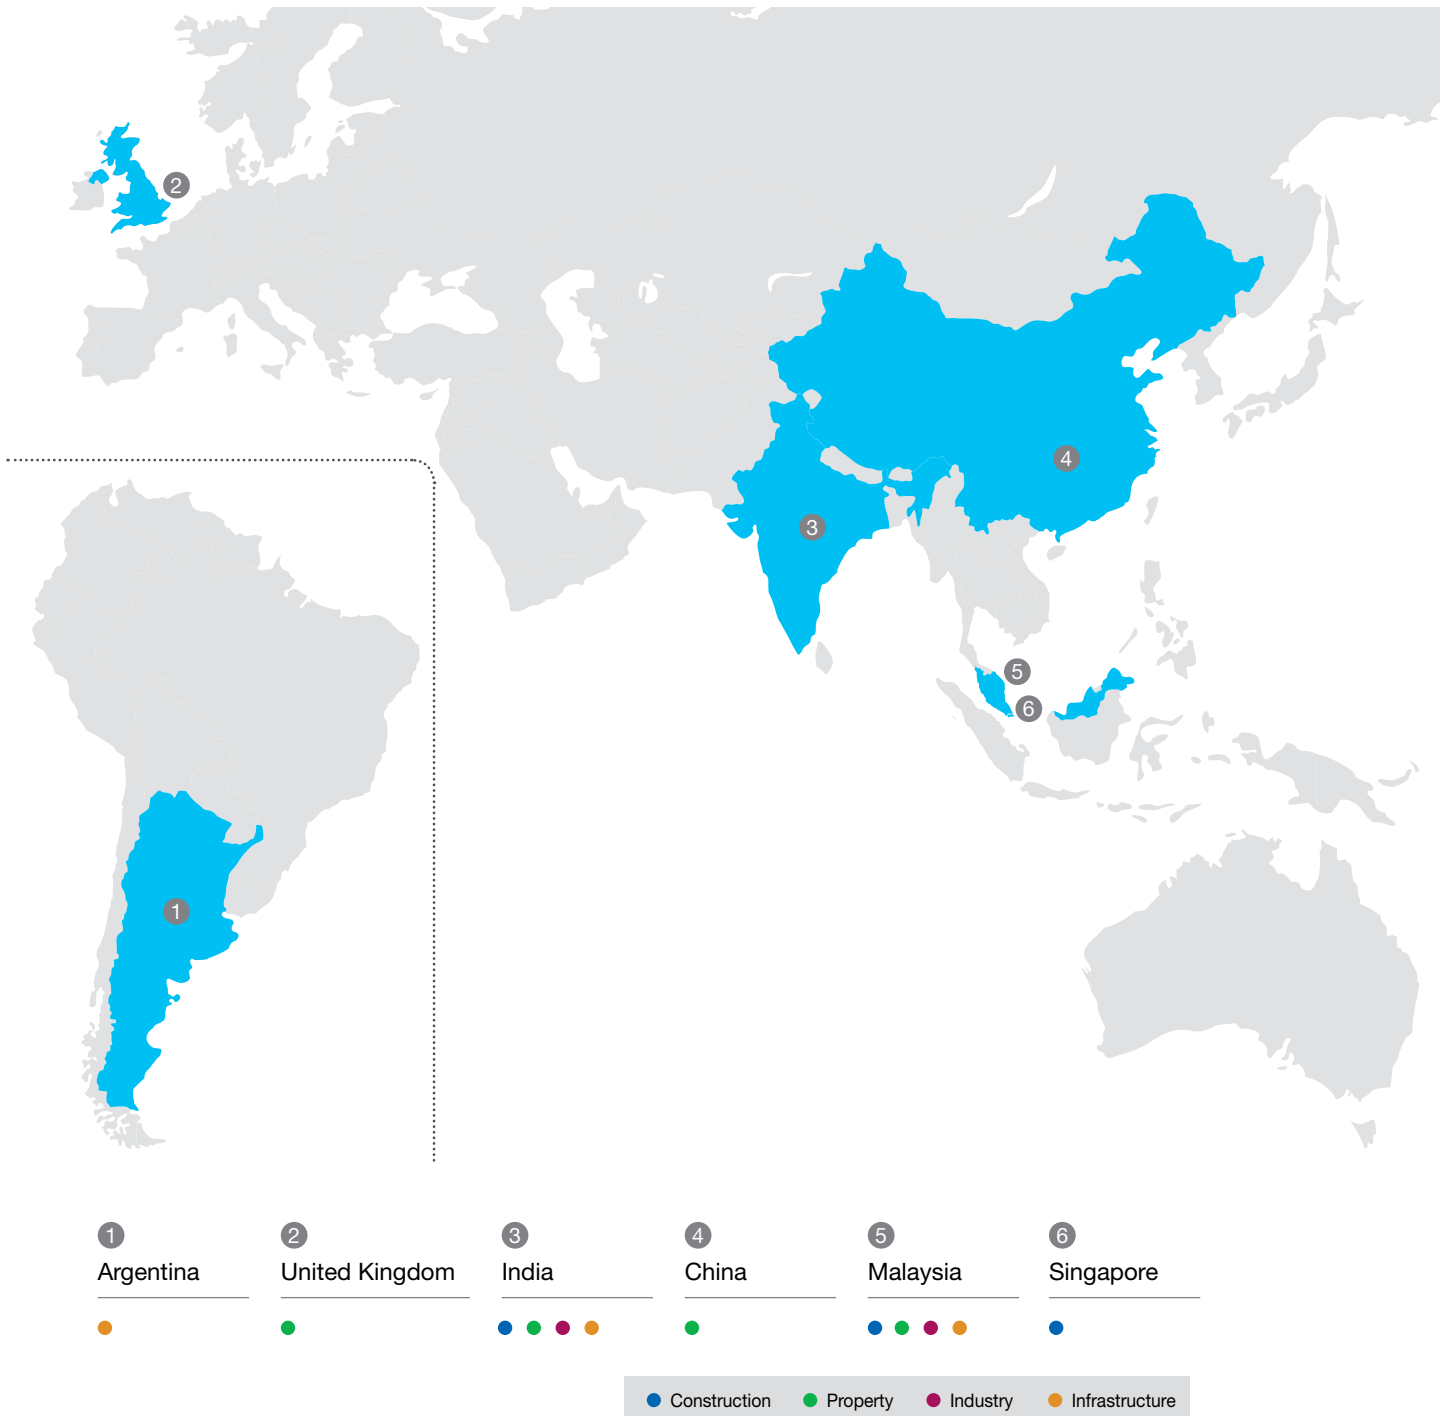 2
4
3
5
6
1
1 2 3 4 5 6
Argentina United Kingdom India China Malaysia Singapore
Construction Property Industry Infrastructure